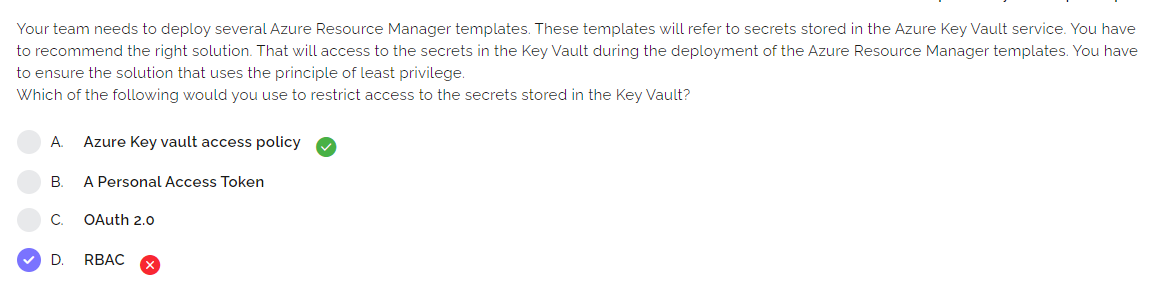 Your team needs to deploy several Azure Resource Manager templates. These templates will refer to secrets stored in the Azure Key Vault service. You have
to recommend the right solution. That will access to the secrets in the Key Vault during the deployment of the Azure Resource Manager templates. You have
to ensure the solution that uses the principle of least privilege.
Which of the following would you use to restrict access to the secrets stored in the Key Vault?
A. Azure Key vault access policy
B. A Personal Access Token
C. OAuth 2.0
D. RBAC